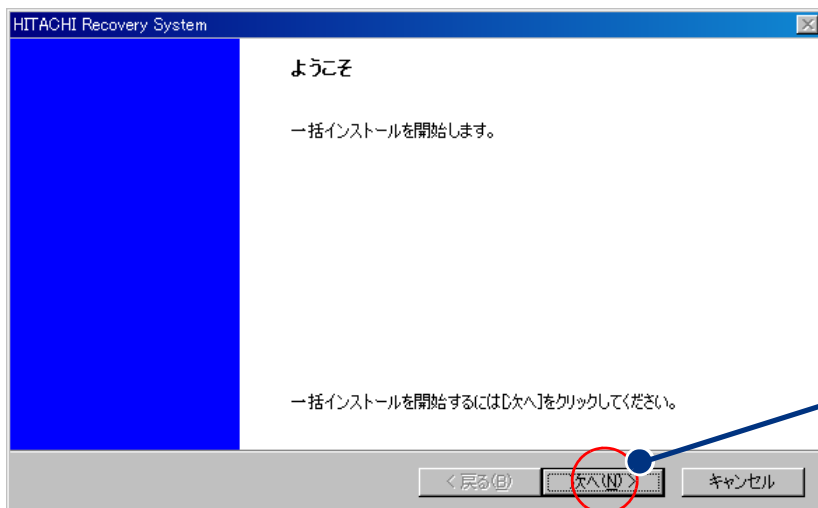 HITACHI Recovery System
ようこそ
一括インストールを開始します。
一括インストールを開始するには[次へ]をクリックしてください。
< 戻る(B)
次へ(N) >
キャンセル